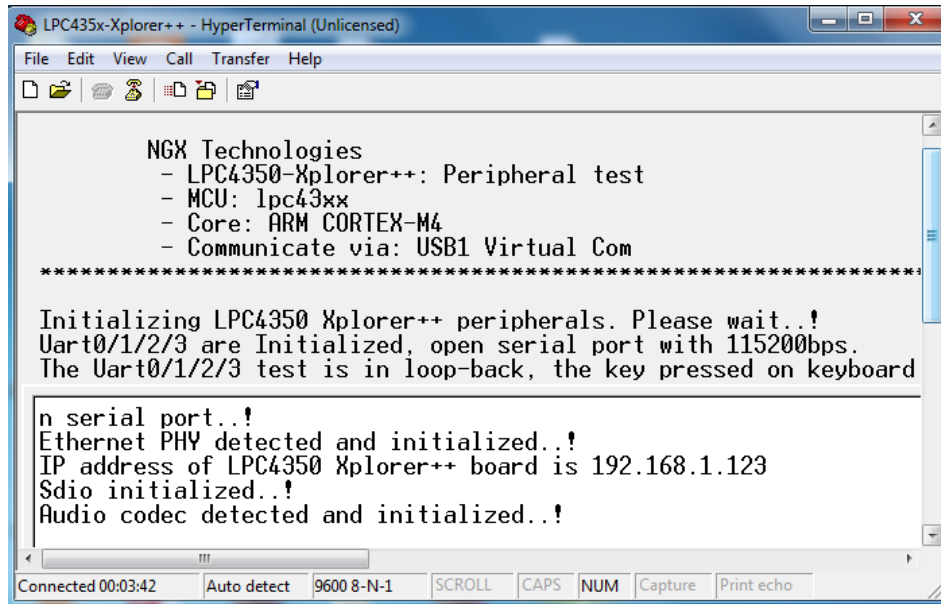 LPC435x-Xplorer++ - HyperTerminal (Unlicensed)
File Edit View Call Transfer Help
NGX Technologies
- LPC4350-Xplorer++: Peripheral test
- MCU: lpc43xx
- Core: ARM CORTEX-M4
- Communicate via: USB1 Virtual Com
******************************************************************
Initializing LPC4350 Xplorer++ peripherals. Please wait..!
Uart0/1/2/3 are Initialized, open serial port with 115200bps.
The Uart0/1/2/3 test is in loop-back, the key pressed on keyboard
n serial port..!
Ethernet PHY detected and initialized..!
IP address of LPC4350 Xplorer++ board is 192.168.1.123
Sdio initialized..!
Audio codec detected and initialized..!
Connected 00:03:42 Auto detect 9600 8-N-1 SCROLL CAPS NUM Capture Print echo